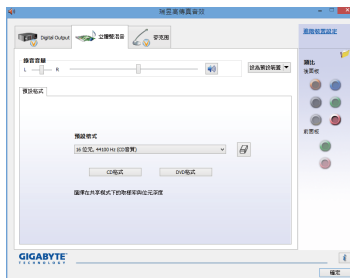 瑞昱高傳真音效
Digital Output
立體聲混音
麥克風
進階裝置設定
錄音音量
L
R
設為預設裝置
類比
後面板
預設格式
預設格式
16 位元, 44100 Hz (CD音質)
CD格式
DVD格式
選擇在共享模式下的取樣率與位元深度
前面板
GIGABYTE
TECHNOLOGY
確定